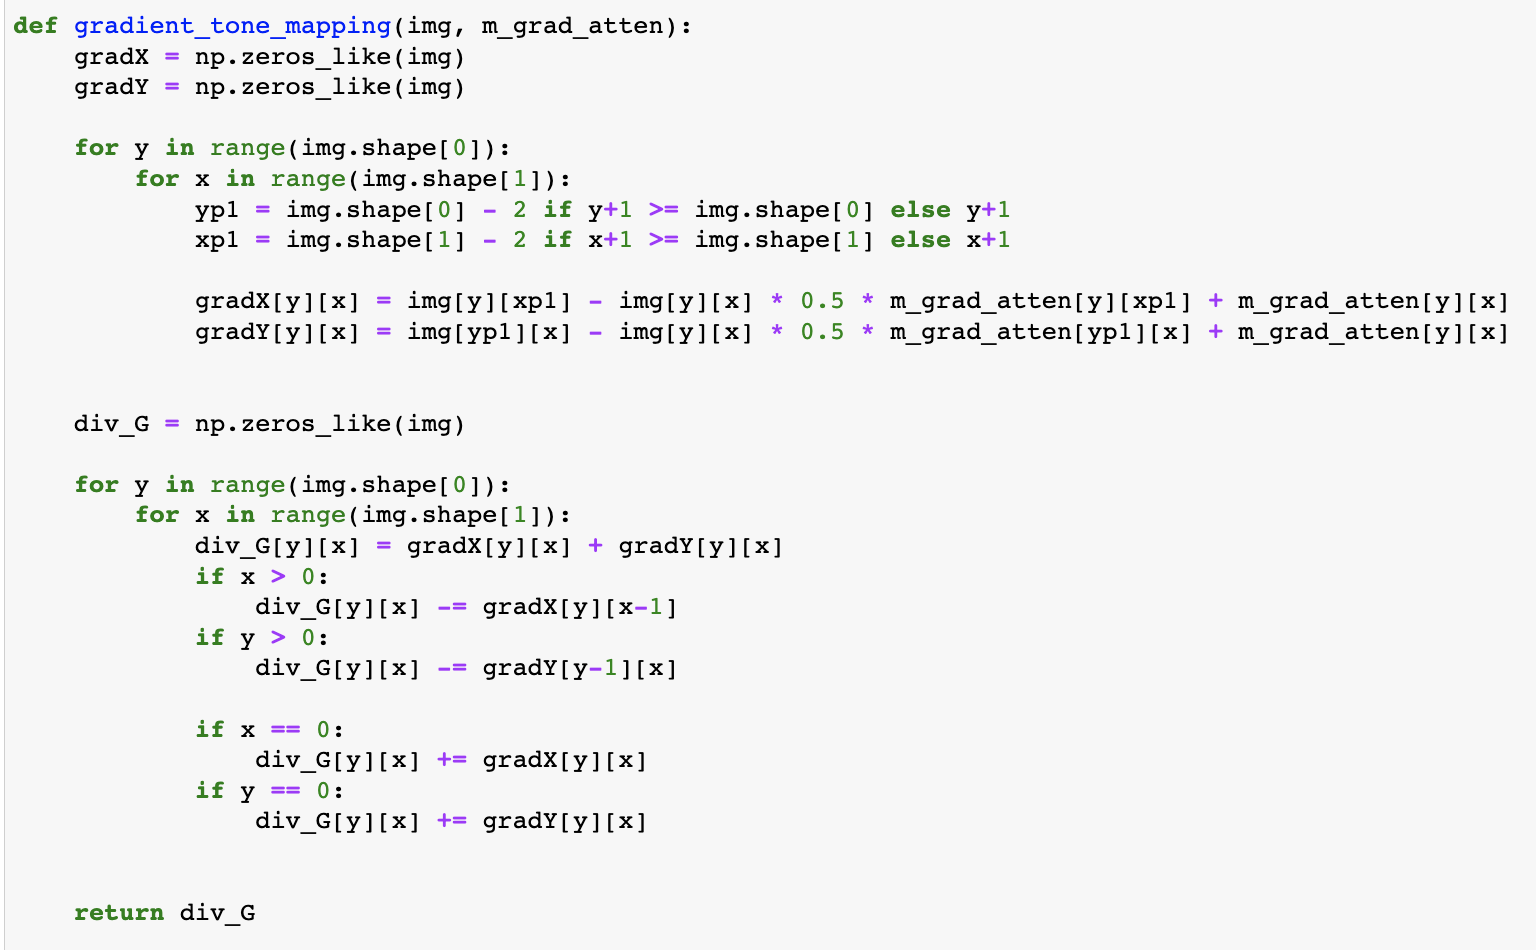 def gradient_tone_mapping(img, m_grad_atten):
    gradX = np.zeros_like(img)
    gradY = np.zeros_like(img)

    for y in range(img.shape[0]):
        for x in range(img.shape[1]):
            yp1 = img.shape[0] - 2 if y+1 >= img.shape[0] else y+1
            xp1 = img.shape[1] - 2 if x+1 >= img.shape[1] else x+1

            gradX[y][x] = img[y][xp1] - img[y][x] * 0.5 * m_grad_atten[y][xp1] + m_grad_atten[y][x]
            gradY[y][x] = img[yp1][x] - img[y][x] * 0.5 * m_grad_atten[yp1][x] + m_grad_atten[y][x]


    div_G = np.zeros_like(img)

    for y in range(img.shape[0]):
        for x in range(img.shape[1]):
            div_G[y][x] = gradX[y][x] + gradY[y][x]
            if x > 0:
                div_G[y][x] -= gradX[y][x-1]
            if y > 0:
                div_G[y][x] -= gradY[y-1][x]

            if x == 0:
                div_G[y][x] += gradX[y][x]
            if y == 0:
                div_G[y][x] += gradY[y][x]


    return div_G